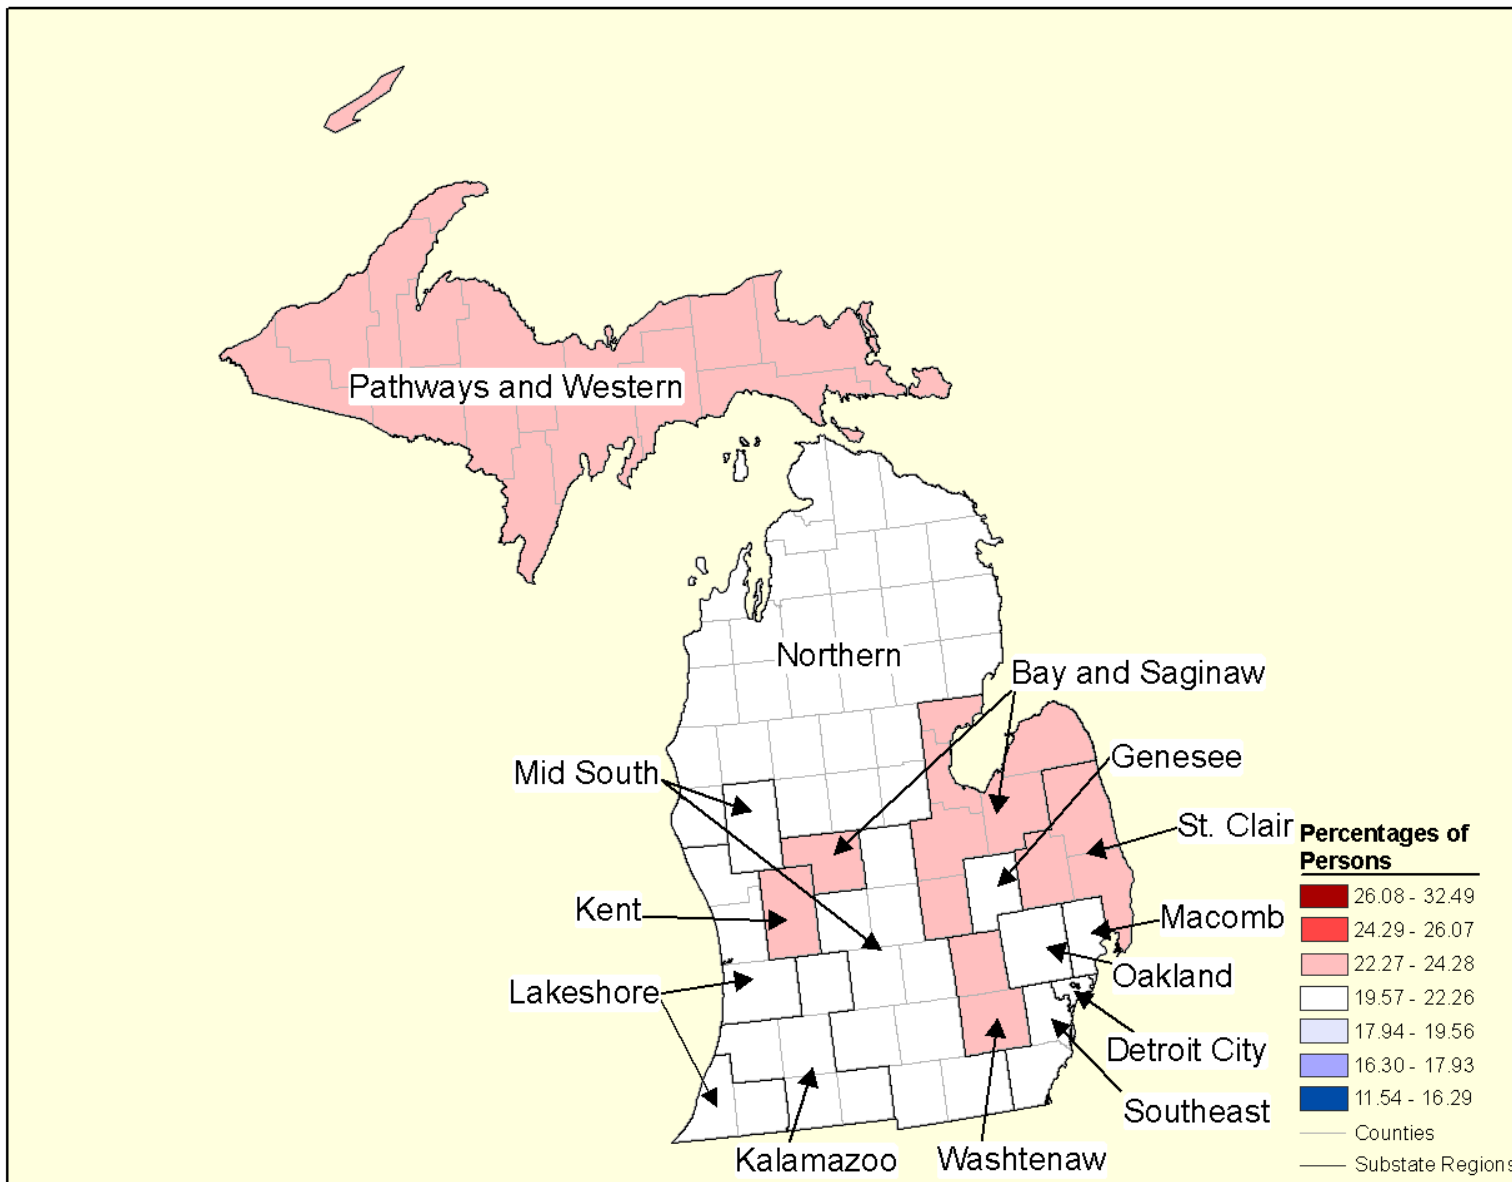 Pathways and Western
Northern
Bay and Saginaw
Genesee
Mid South
St. Clair
Kent
Macomb
Lakeshore
Oakland
Detroit City
Southeast
Kalamazoo
Washtenaw
Percentages of
Persons
26.08 - 32.49
24.29 - 26.07
22.27 - 24.28
19.57 - 22.26
17.94 - 19.56
16.30 - 17.93
11.54 - 16.29
Counties
Substate Regions